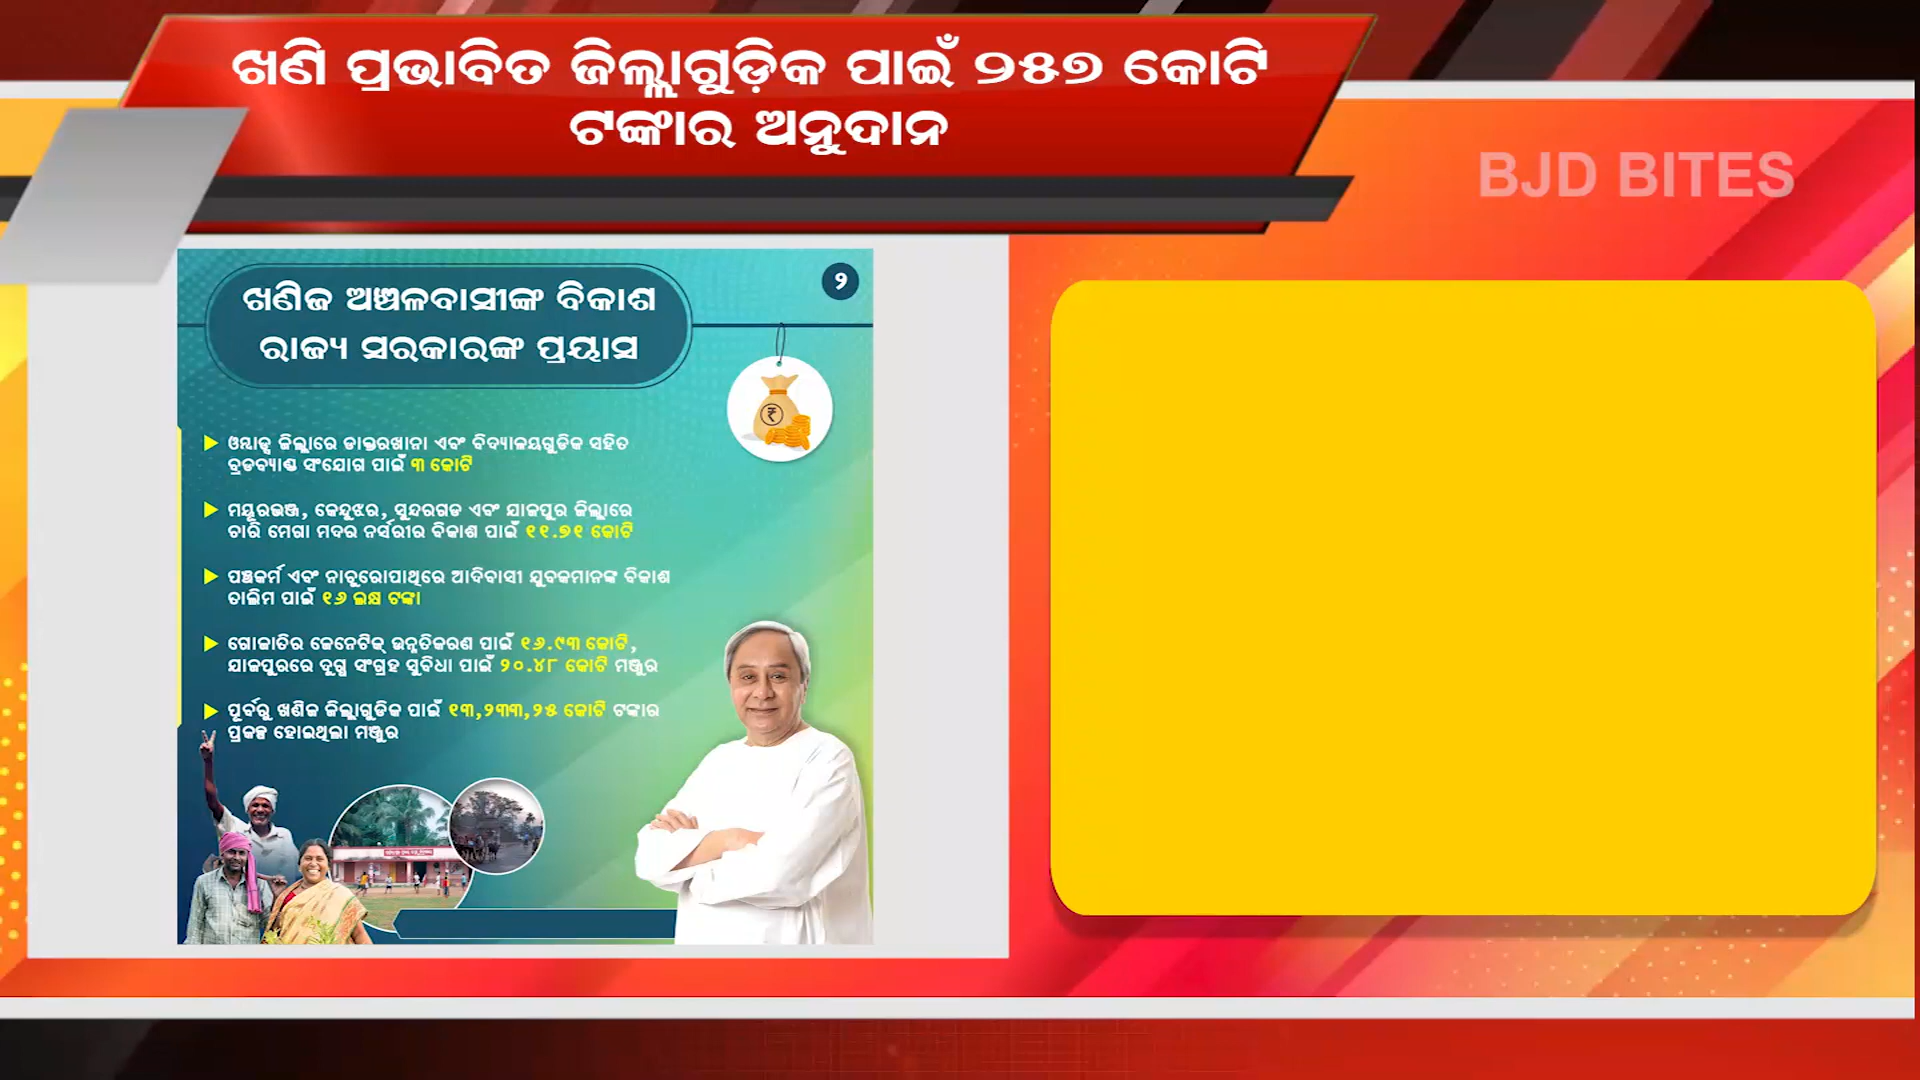 ଖଣି ପ୍ରଭାବିତ ଜିଲ୍ଲାଗୁଡ଼ିକ ପାଇଁ ୨୫୭ କୋଟି
ଟଙ୍କାର ଅନୁଦାନ
BJD BITES
୨
ଖଣିଜ ଅଞ୍ଚଳବାସୀଙ୍କ ବିକାଶ
ରାଜ୍ୟ ସରକାରଙ୍କ ପ୍ରୟାସ
ଜିଲ୍ଲାରେ ଡାକ୍ତରଖାନା ଏବଂ ବିଦ୍ୟାଳୟଗୁଡିକ ସହିତ
ବ୍ରଡବ୍ୟାଣ୍ଡ ସଂଯୋଗ ପାଇଁ ୩ କୋଟି
ମୟୂରଭଞ୍ଜ, କେନ୍ଦୁଝର, ସୁନ୍ଦରଗଡ ଏବଂ ଯାଜପୁର ଜିଲ୍ଲାରେ
ଚାରି ମେଗା ମଦର ନର୍ସରୀର ବିକାଶ ପାଇଁ ୧୧.୭୧ କୋଟି
ପଞ୍ଚକର୍ମ ଏବଂ ନାଚୁରୋପାଥିରେ ଆଦିବାସୀ ଯୁବକମାନଙ୍କ ବିକାଶ
ତାଲିମ ପାଇଁ ୧୬ ଲକ୍ଷ ଟଙ୍କା
ଗୋଜାତିର ଜେନେଟିକ୍ ଉନ୍ନତିକରଣ ପାଇଁ ୧୬.୯୩ କୋଟି,
ଯାଜପୁରରେ ଦୁଗ୍ଧ ସଂଗ୍ରହ ସୁବିଧା ପାଇଁ ୨୦.୪୮ କୋଟି ମଞ୍ଜୁର
ପୂର୍ବରୁ ଖଣିଜ ଜିଲ୍ଲାଗୁଡିକ ପାଇଁ ୧୩,୨୩୩,୨୫ କୋଟି ଟଙ୍କାର
ପ୍ରକଳ୍ପ ହୋଇଥିଲା ମଞ୍ଜୁର